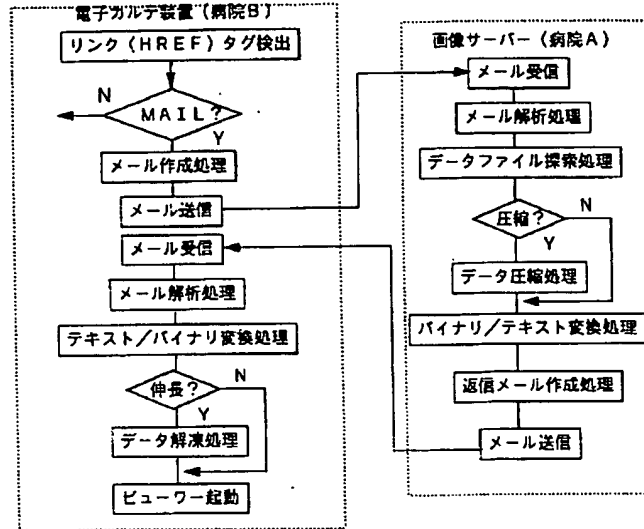 電子カルテ装置（病院B）
リンク（HREF）タグ検出
N
MAIL？
Y
メール作成処理
メール送信
メール受信
メール解析処理
テキスト／バイナリ変換処理
N
伸長？
Y
データ解凍処理
ビューワー起動
画像サーバー（病院A）
メール受信
メール解析処理
データファイル探索処理
圧縮？
N
Y
データ圧縮処理
バイナリ／テキスト変換処理
返信メール作成処理
メール送信